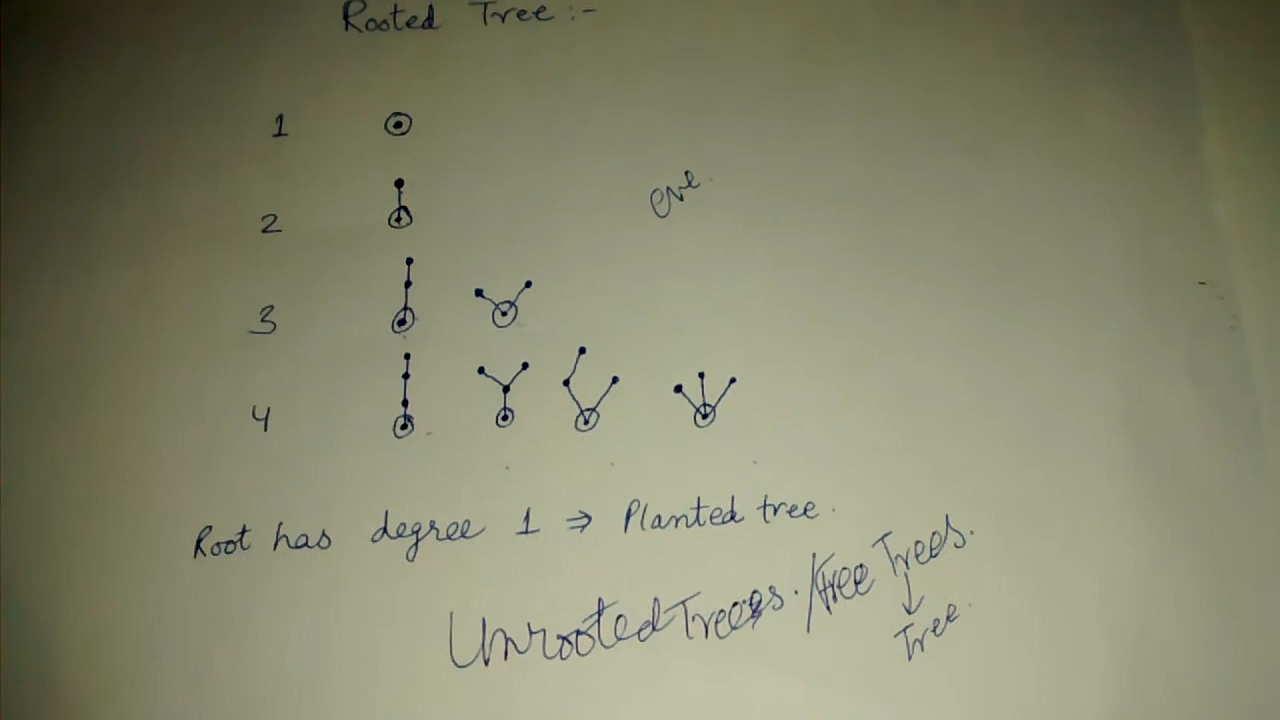 Rooted Tree :-
1
2
3
4
Root has degree 1 ⇒ Planted tree.
Unrooted Trees. / Free Trees.
↓
Tree.